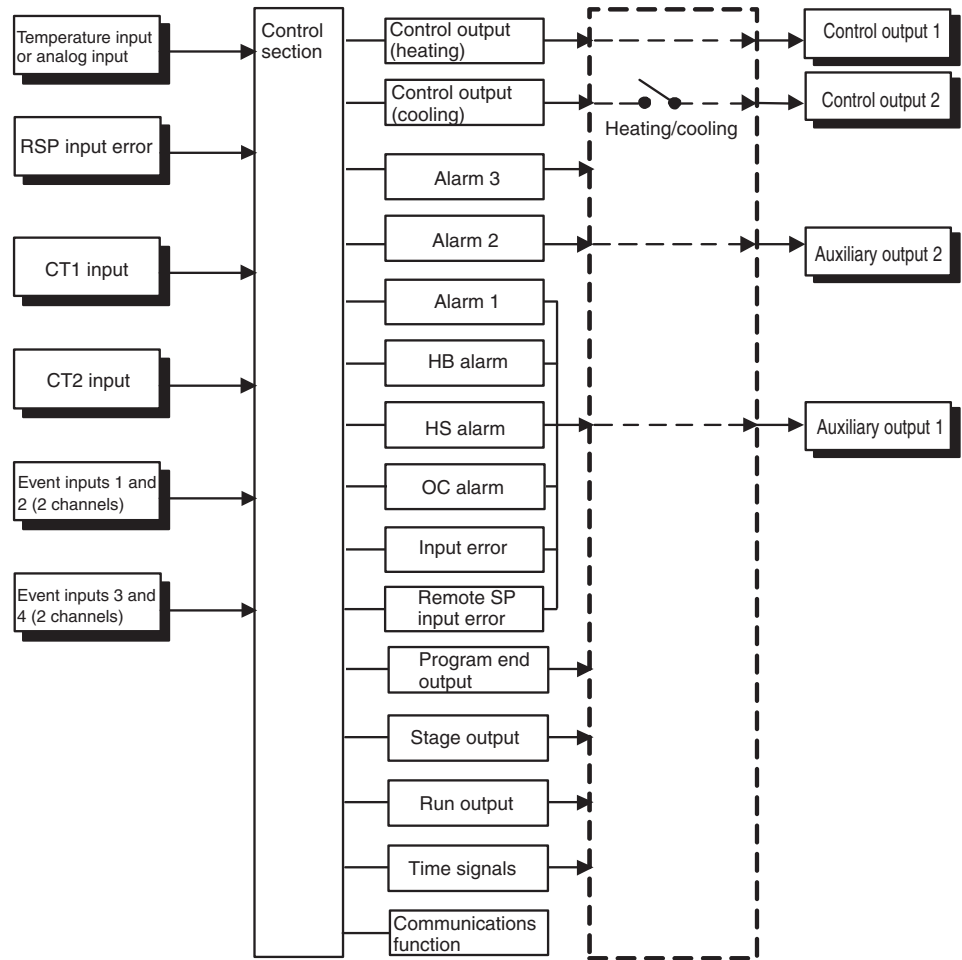 Temperature input
or analog input
RSP input error
CT1 input
CT2 input
Event inputs 1 and
2 (2 channels)
Event inputs 3 and
4 (2 channels)
Control
section
Control output
(heating)
Control output
(cooling)
Alarm 3
Alarm 2
Alarm 1
HB alarm
HS alarm
OC alarm
Input error
Remote SP
input error
Program end
output
Stage output
Run output
Time signals
Communications
function
Heating/cooling
Control output 1
Control output 2
Auxiliary output 2
Auxiliary output 1